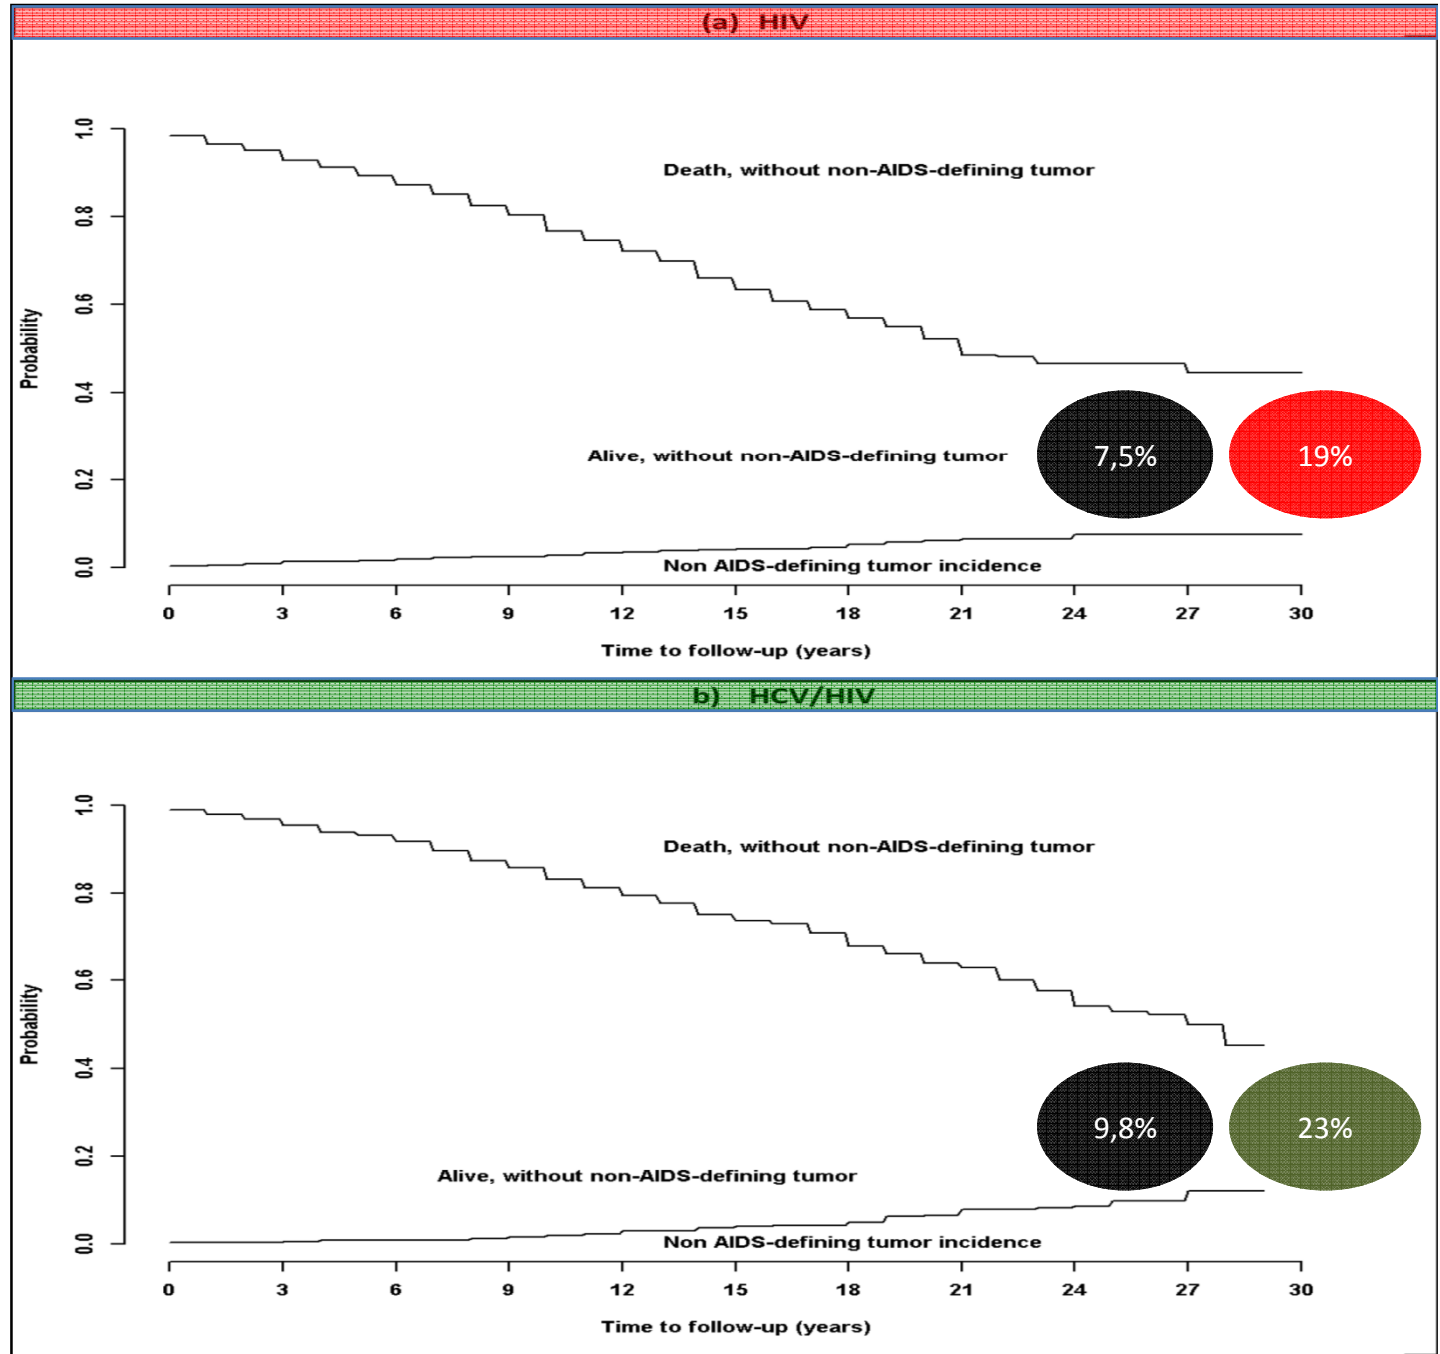 (a) HIV
1.0
Death, without non-AIDS-defining tumor
0.8
0.6
Probability
0.4
Alive, without non-AIDS-defining tumor
7,5%
19%
0.2
0.0
Non AIDS-defining tumor incidence
0 3 6 9 12 15 18 21 24 27 30
Time to follow-up (years)
b) HCV/HIV
1.0
Death, without non-AIDS-defining tumor
0.8
0.6
Probability
0.4
9,8%
23%
0.2
Alive, without non-AIDS-defining tumor
0.0
Non AIDS-defining tumor incidence
0 3 6 9 12 15 18 21 24 27 30
Time to follow-up (years)